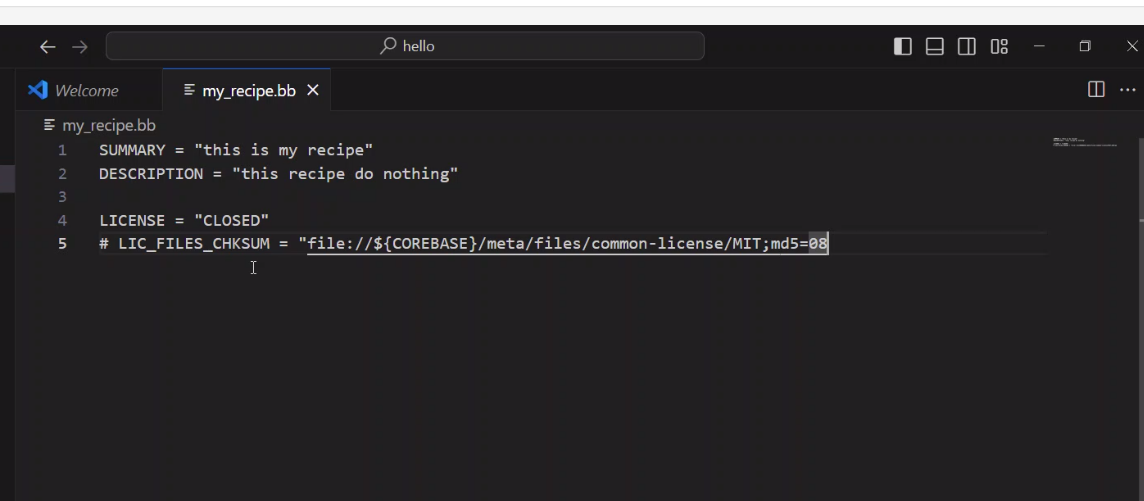 hello
Welcome
my_recipe.bb
my_recipe.bb
1 SUMMARY = "this is my recipe"
2 DESCRIPTION = "this recipe do nothing"
3
4 LICENSE = "CLOSED"
5 # LIC_FILES_CHKSUM = "file://${COREBASE}/meta/files/common-license/MIT;md5=08